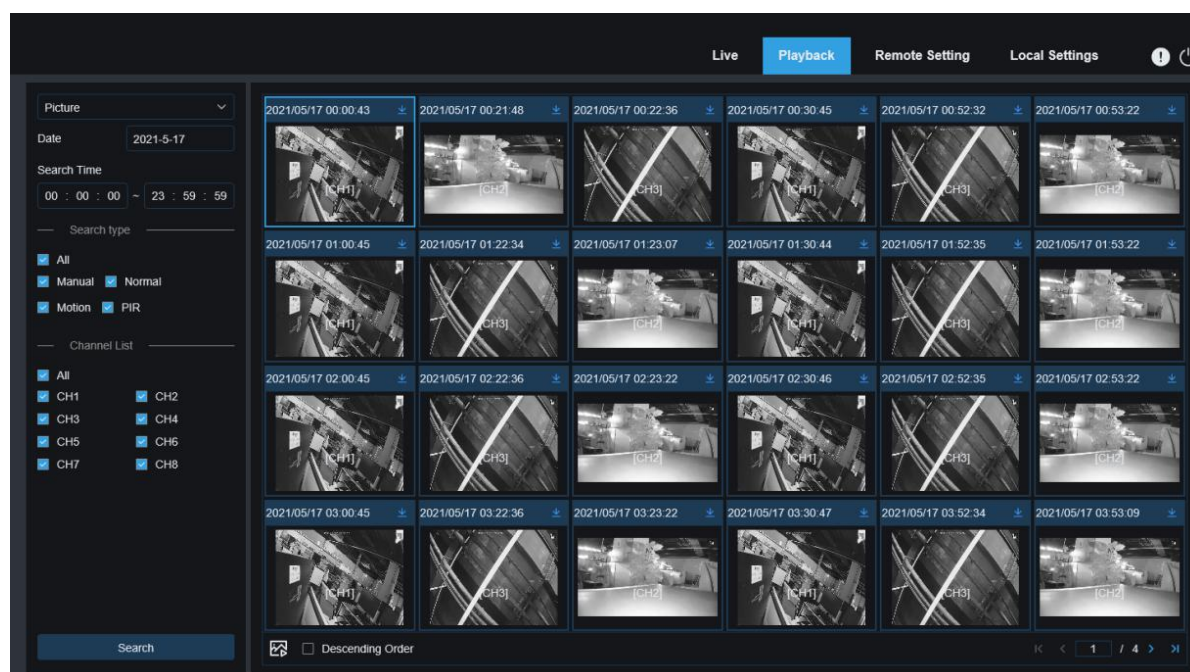 Live Playback Remote Setting Local Settings
Picture
Date 2021-5-17
Search Time
00 : 00 : 00 ~ 23 : 59 : 59
Search type
All
Manual Normal
Motion PIR
Channel List
All
CH1 CH2
CH3 CH4
CH5 CH6
CH7 CH8
Search
2021/05/17 00:00:43 2021/05/17 00:21:48 2021/05/17 00:22:36 2021/05/17 00:30:45 2021/05/17 00:52:32 2021/05/17 00:53:22
[CH1] [CH2] [CH3] [CH1] [CH3] [CH2]
2021/05/17 01:00:45 2021/05/17 01:22:34 2021/05/17 01:23:07 2021/05/17 01:30:44 2021/05/17 01:52:35 2021/05/17 01:53:22
[CH1] [CH3] [CH2] [CH1] [CH3] [CH2]
2021/05/17 02:00:45 2021/05/17 02:22:36 2021/05/17 02:23:22 2021/05/17 02:30:46 2021/05/17 02:52:35 2021/05/17 02:53:22
[CH1] [CH3] [CH2] [CH1] [CH3] [CH2]
2021/05/17 03:00:45 2021/05/17 03:22:36 2021/05/17 03:23:22 2021/05/17 03:30:47 2021/05/17 03:52:34 2021/05/17 03:53:09
[CH1] [CH3] [CH2] [CH1] [CH3] [CH2]
Descending Order 1 / 4